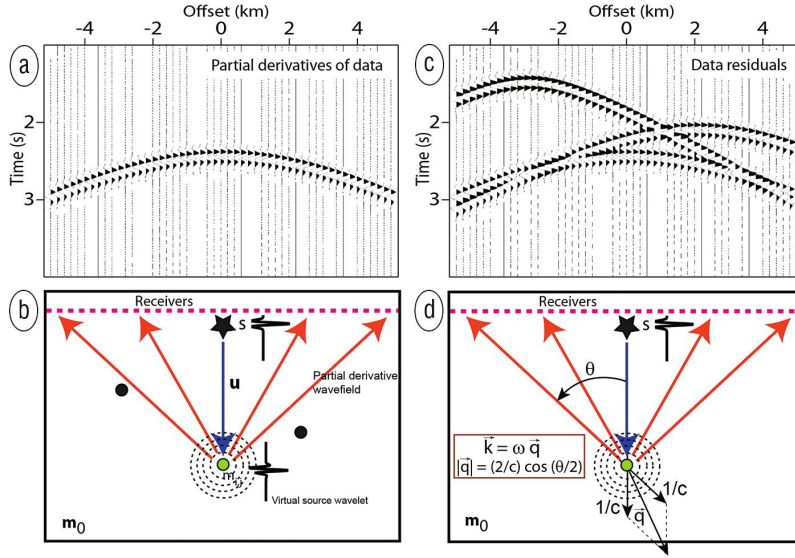 Offset (km)
−4 −2 0 2 4
a
Partial derivatives of data
Time (s)
2
3
Offset (km)
−4 −2 0 2 4
c
Data residuals
Time (s)
2
3
b
Receivers
s
u
Partial derivative
wavefield
Virtual source wavelet
m₀
d
Receivers
s
θ
k⃗ = ω q⃗
|q⃗| = (2/c) cos (θ/2)
1/c
1/c
q⃗
m₀